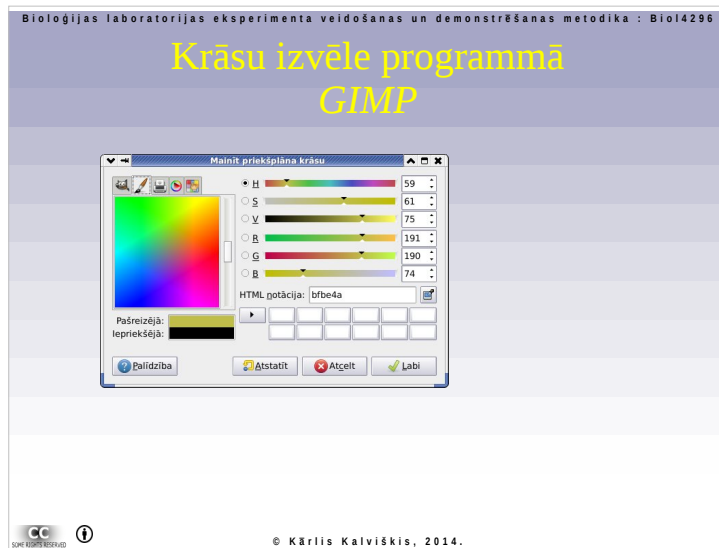 Bioloģijas laboratorijas eksperimenta veidošanas un demonstrēšanas metodika : Biol4296
Krāsu izvēle programmā
GIMP
Mainīt priekšplāna krāsu
H 59
S 61
V 75
R 191
G 190
B 74
HTML notācija: bfbe4a
Pašreizējā:
Iepriekšējā:
Palīdzība Atstatīt Atcelt Labi
CC
SOME RIGHTS RESERVED
© Kārlis Kalviškis, 2014.